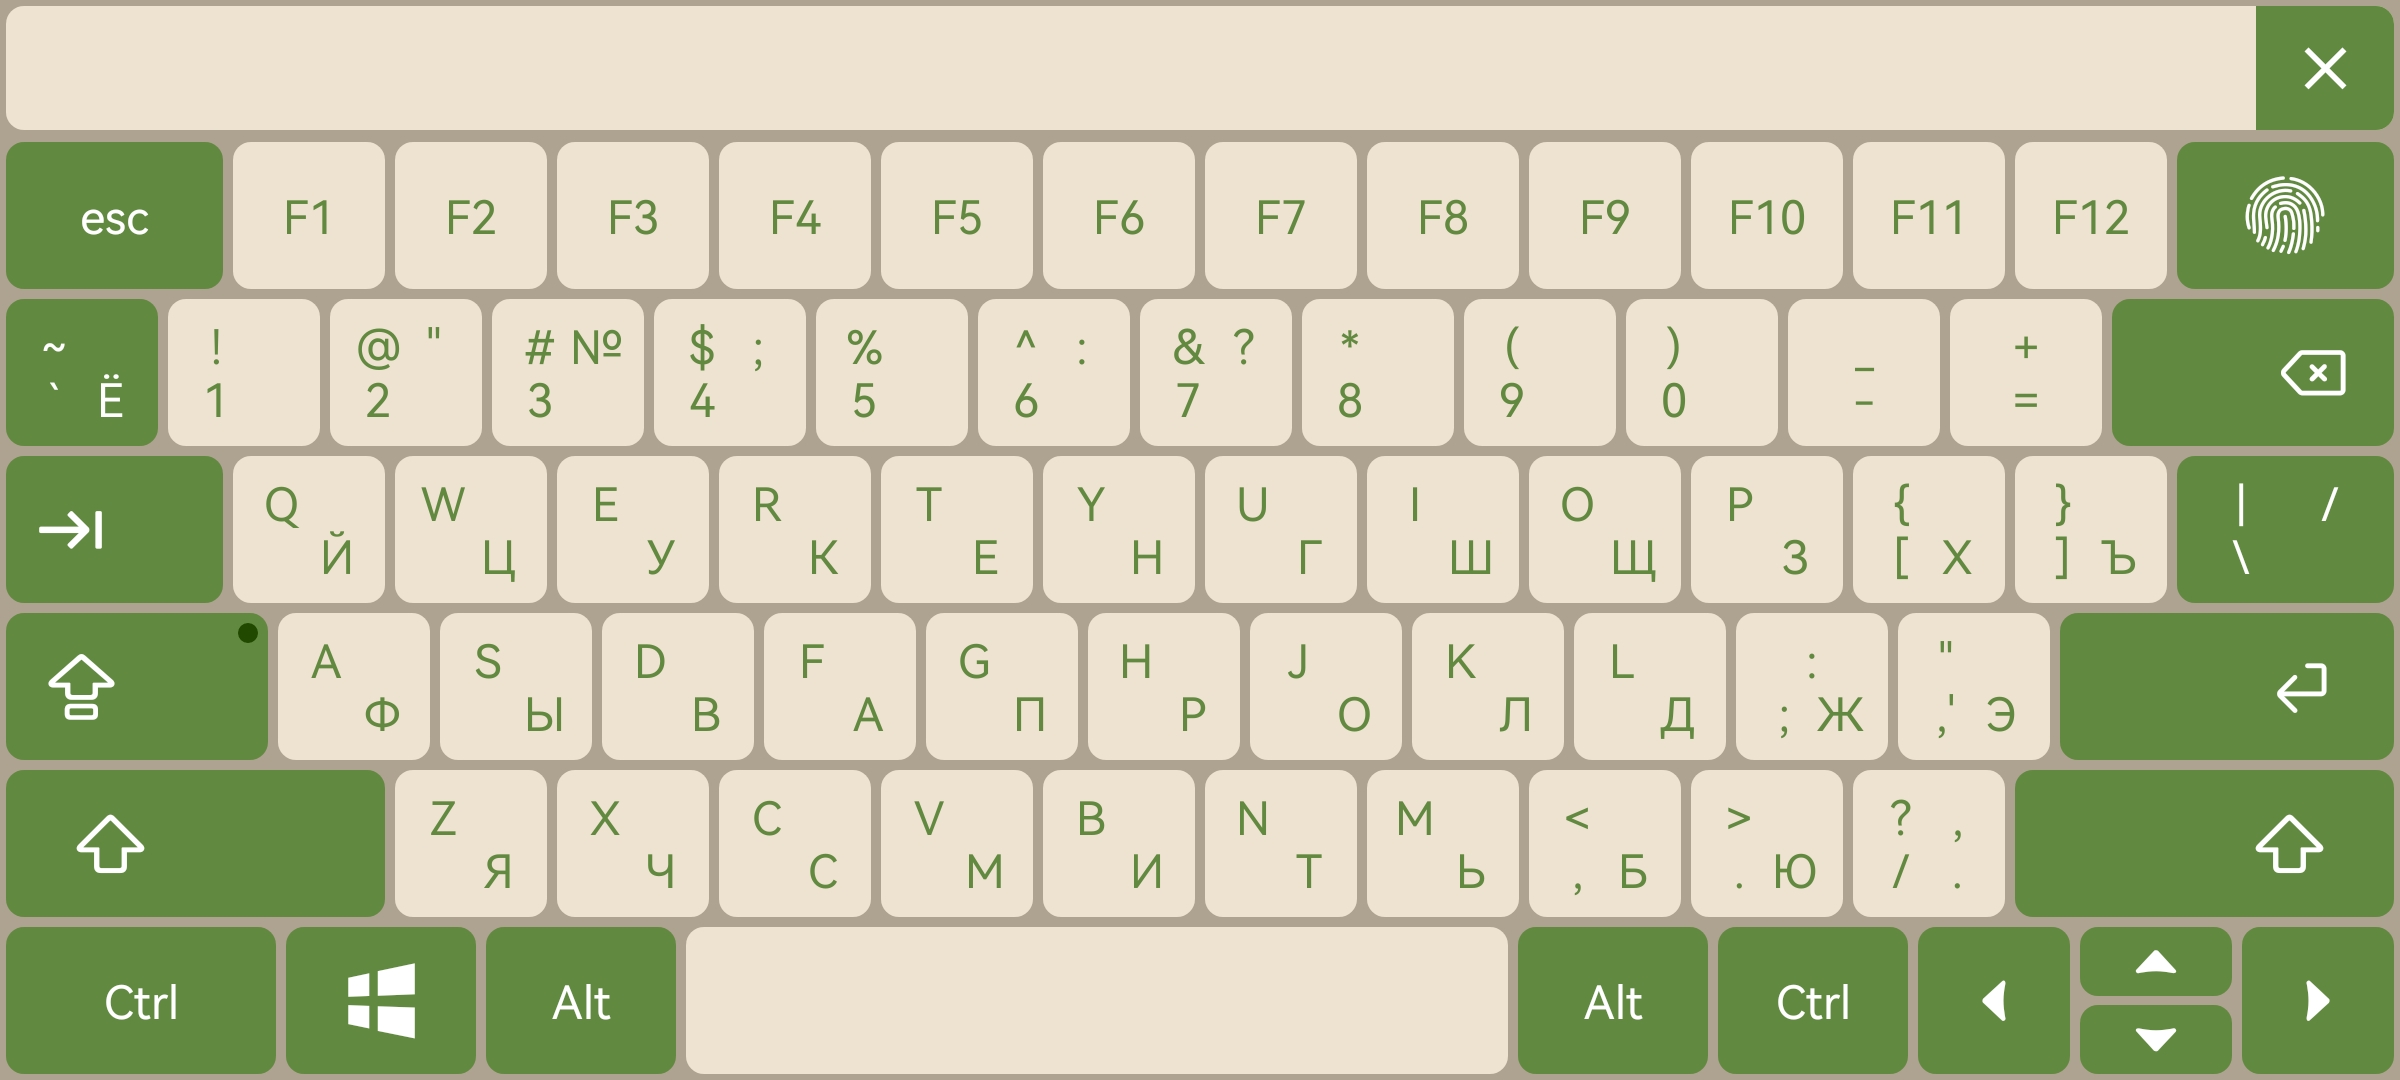 esc F1 F2 F3 F4 F5 F6 F7 F8 F9 F10 F11 F12
~ ! @ " # № $ ; % ^ : & ? * ( ) _ +
` Ё 1 2 3 4 5 6 7 8 9 0 - =
Q W E R T Y U I O P { } | /
Й Ц У К Е Н Г Ш Щ З [ Х ] Ъ \
A S D F G H J K L : "
Ф Ы В А П Р О Л Д ; Ж ,' Э
Z X C V B N M < > ? ,
Я Ч С М И Т Ь , Б . Ю / .
Ctrl Alt Alt Ctrl